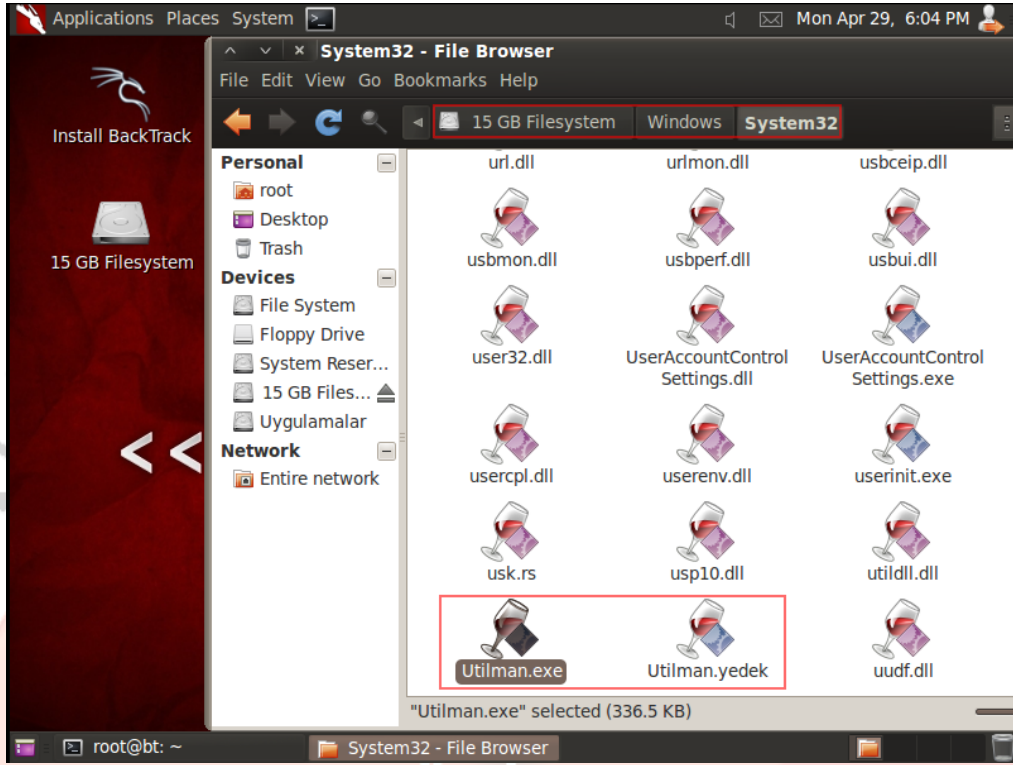 Applications Places System
Mon Apr 29, 6:04 PM
Install BackTrack
15 GB Filesystem
<<
System32 - File Browser
File Edit View Go Bookmarks Help
15 GB Filesystem Windows System32
Personal
root
Desktop
Trash
Devices
File System
Floppy Drive
System Reser...
15 GB Files...
Uygulamalar
Network
Entire network
url.dll urlmon.dll usbceip.dll
usbmon.dll usbperf.dll usbui.dll
user32.dll UserAccountControl UserAccountControl
Settings.dll Settings.exe
usercpl.dll userenv.dll userinit.exe
usk.rs usp10.dll utildll.dll
Utilman.exe Utilman.yedek uudf.dll
"Utilman.exe" selected (336.5 KB)
root@bt: ~ System32 - File Browser